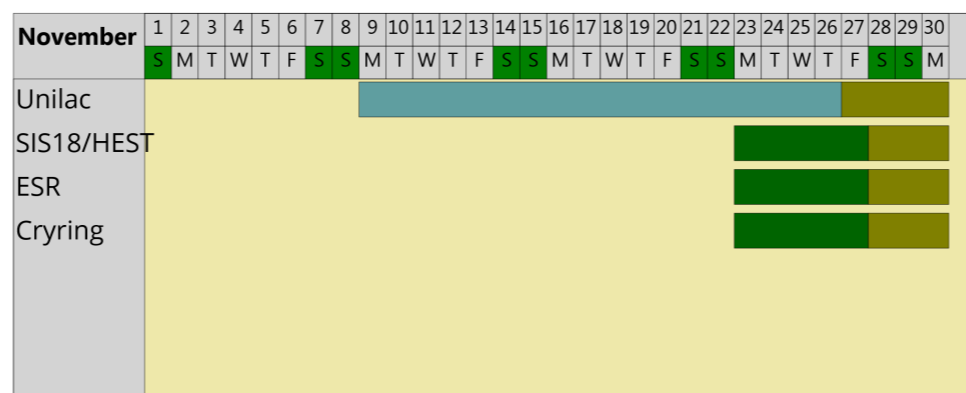 November 1 2 3 4 5 6 7 8 9 10 11 12 13 14 15 16 17 18 19 20 21 22 23 24 25 26 27 28 29 30
S M T W T F S S M T W T F S S M T W T F S S M T W T F S S M
Unilac
SIS18/HEST
ESR
Cryring